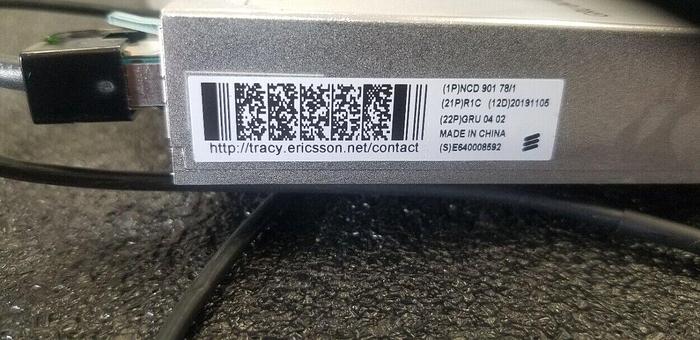 (1P)NCD 901 78/1
(21P)R1C (12D)20191105
(22P)GRU 04 02
MADE IN CHINA
(S)E640008592
http://tracy.ericsson.net/contact